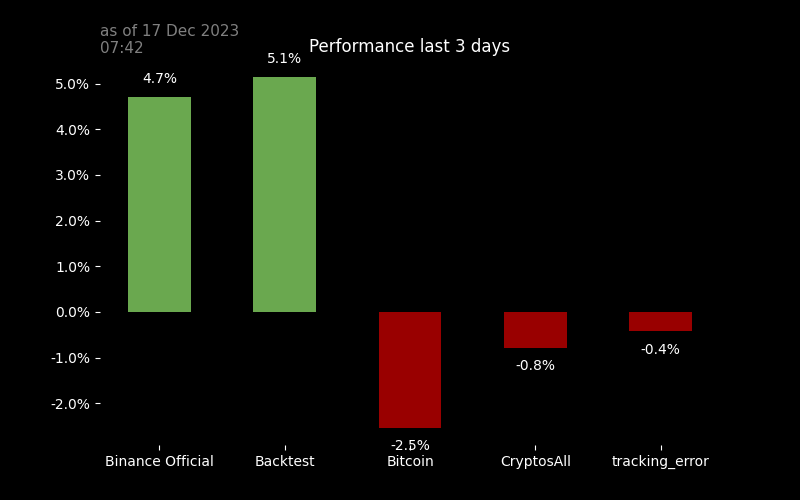 as of 17 Dec 2023
07:42
Performance last 3 days
5.1%
4.7%
5.0%
4.0%
3.0%
2.0%
1.0%
0.0%
-1.0%
-2.0%
-0.4%
-0.8%
-2.5%
Binance Official
Backtest
Bitcoin
CryptosAll
tracking_error